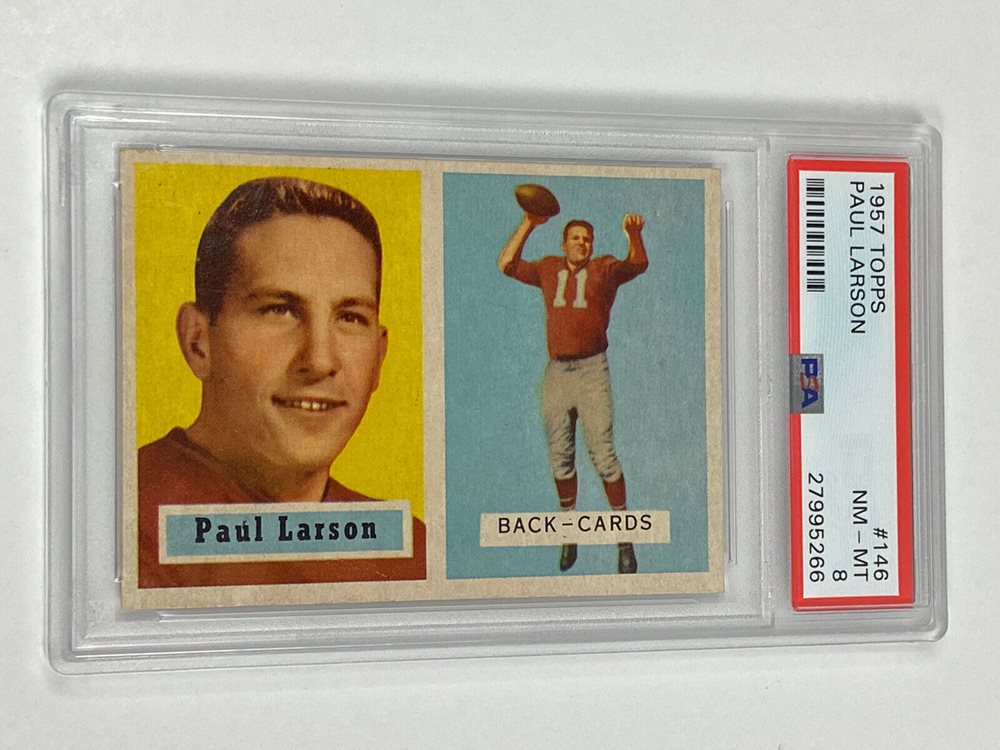 Paul Larson
11
BACK-CARDS
1957 TOPPS #146
PAUL LARSON NM-MT
8
PSA
27995266